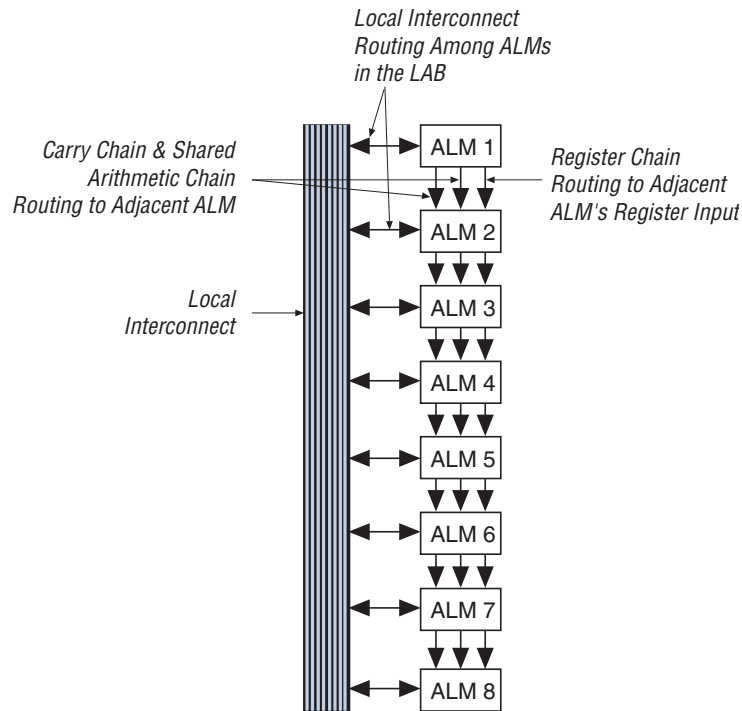 Local Interconnect
Routing Among ALMs
in the LAB
Carry Chain & Shared
Arithmetic Chain
Routing to Adjacent ALM
Register Chain
Routing to Adjacent
ALM's Register Input
Local
Interconnect
ALM 1
ALM 2
ALM 3
ALM 4
ALM 5
ALM 6
ALM 7
ALM 8